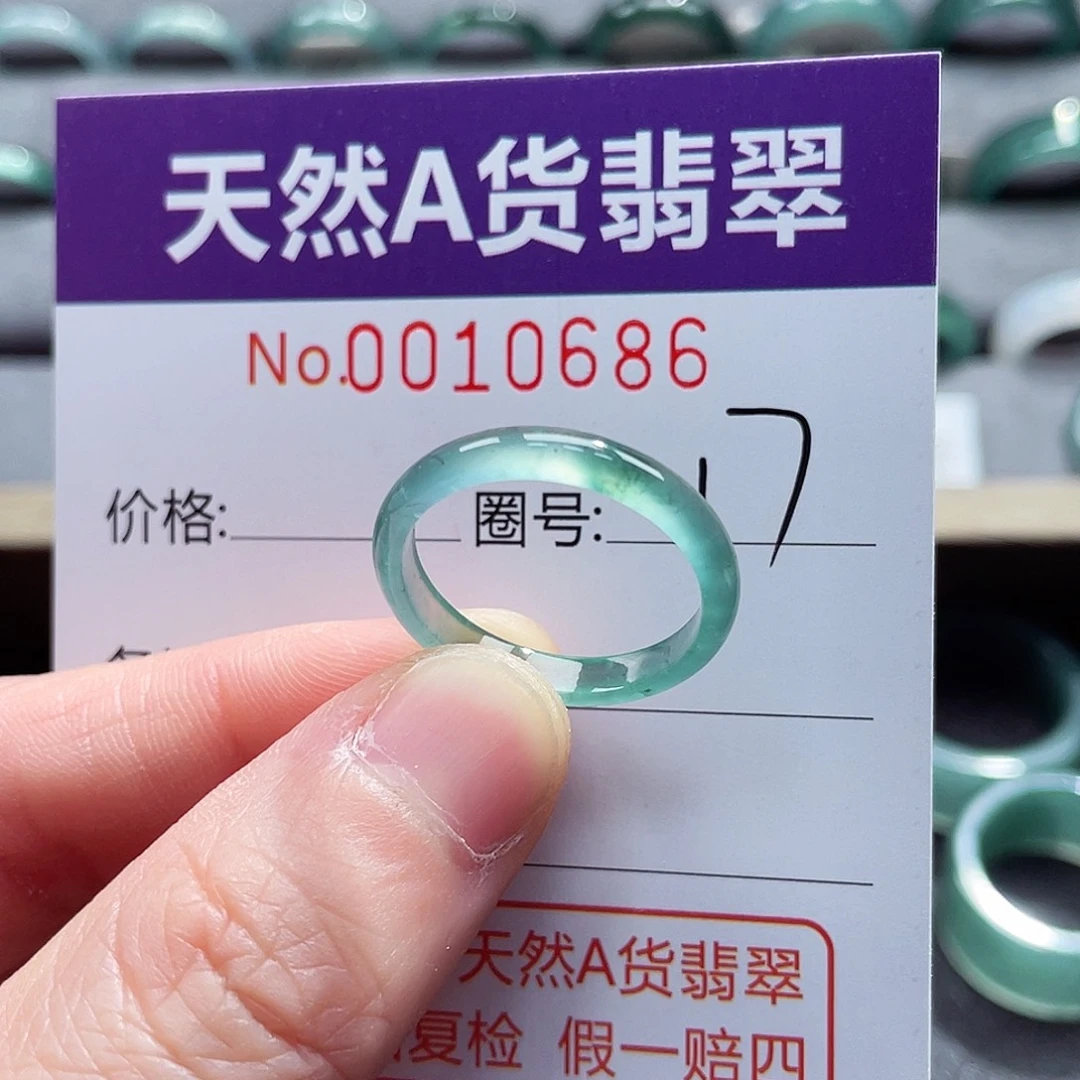 天然A货翡翠
No.0010686
价格: 圈号: 17
天然A货翡翠
复检 假一赔四